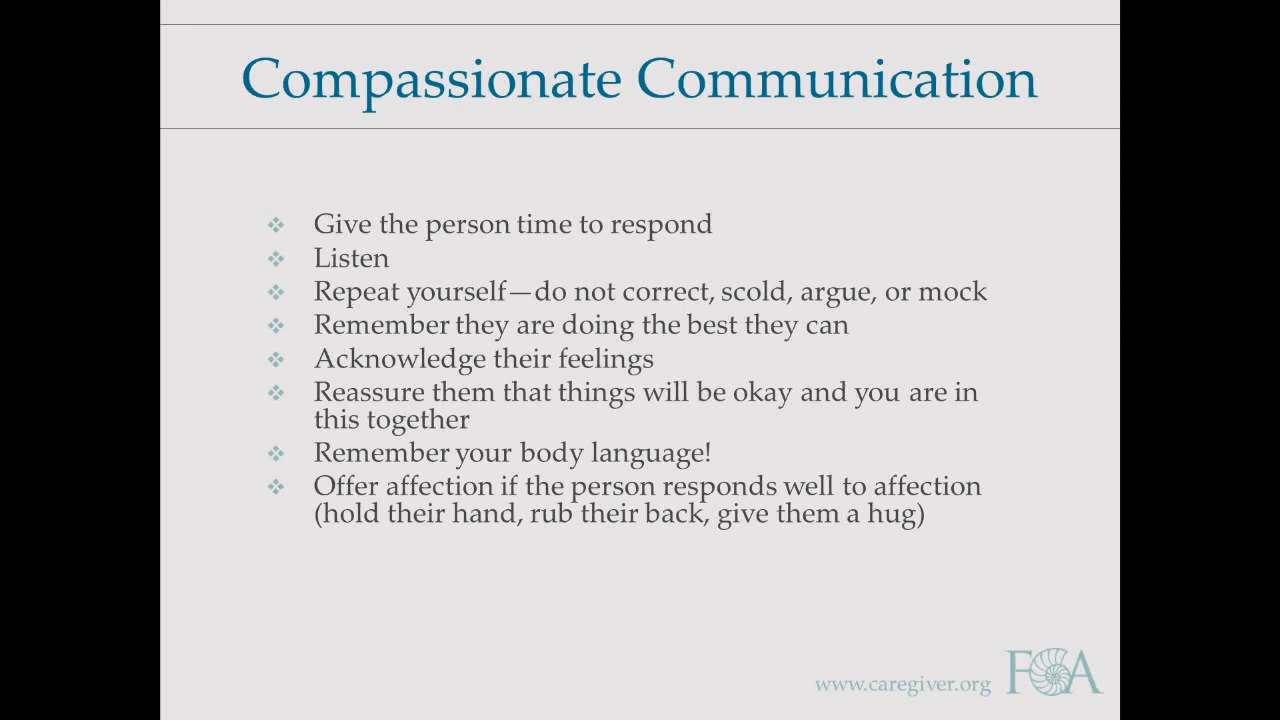 Compassionate Communication
Give the person time to respond
Listen
Repeat yourself—do not correct, scold, argue, or mock
Remember they are doing the best they can
Acknowledge their feelings
Reassure them that things will be okay and you are in
this together
Remember your body language!
Offer affection if the person responds well to affection
(hold their hand, rub their back, give them a hug)
www.caregiver.org FCA